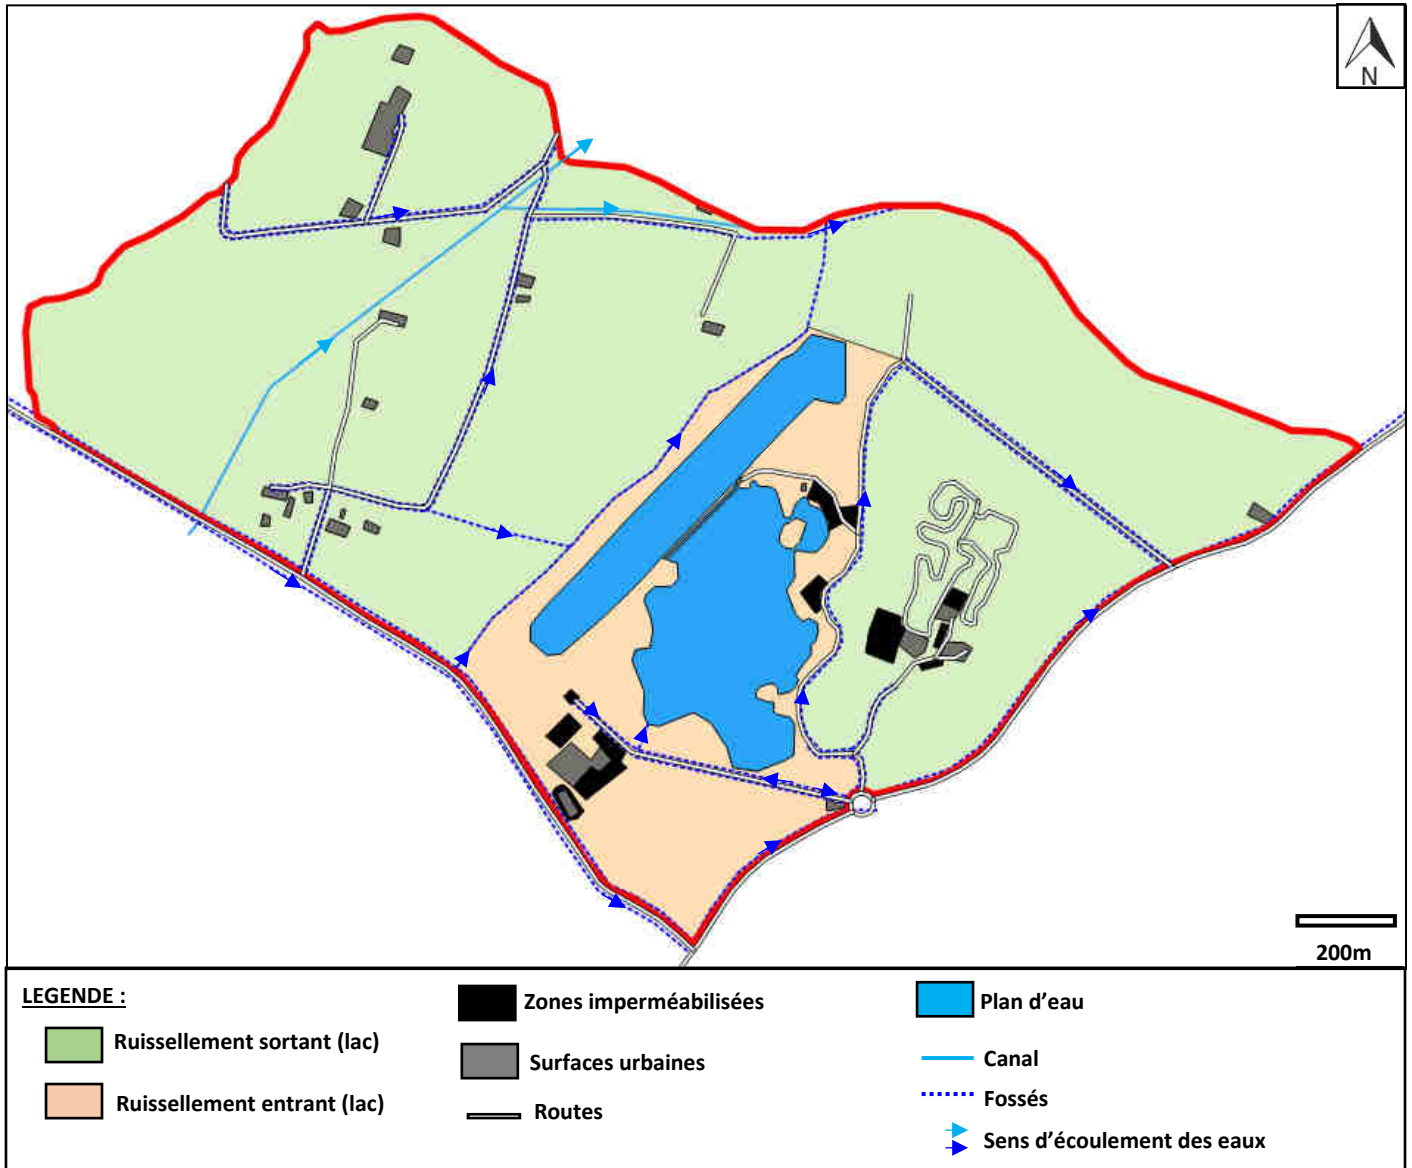 N
200m
LEGENDE :
Ruissellement sortant (lac)
Ruissellement entrant (lac)
Zones imperméabilisées
Surfaces urbaines
Routes
Plan d'eau
Canal
Fossés
Sens d'écoulement des eaux